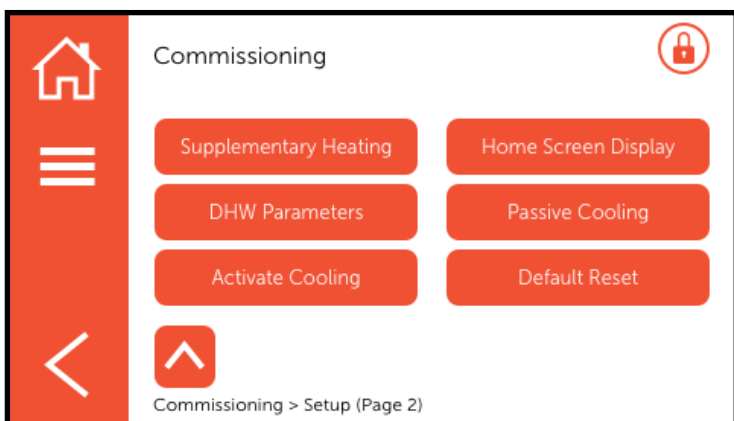 Commissioning
Supplementary Heating
Home Screen Display
DHW Parameters
Passive Cooling
Activate Cooling
Default Reset
Commissioning > Setup (Page 2)